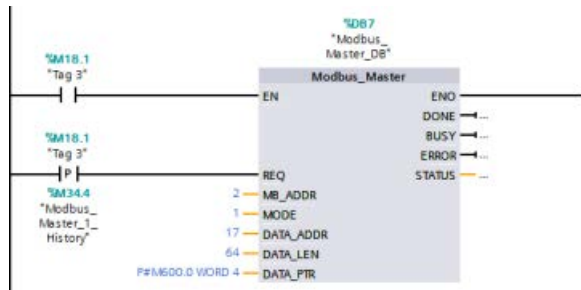 %DB7
"Modbus_
Master_DB"
%M18.1
"Tag 3"
Modbus_Master
EN
ENO
DONE
...
BUSY
...
ERROR
...
STATUS
...
%M18.1
"Tag 3"
P
REQ
%M34.4
"Modbus_
Master_1_
History"
2
MB_ADDR
1
MODE
17
DATA_ADDR
64
DATA_LEN
P#M600.0 WORD 4
DATA_PTR